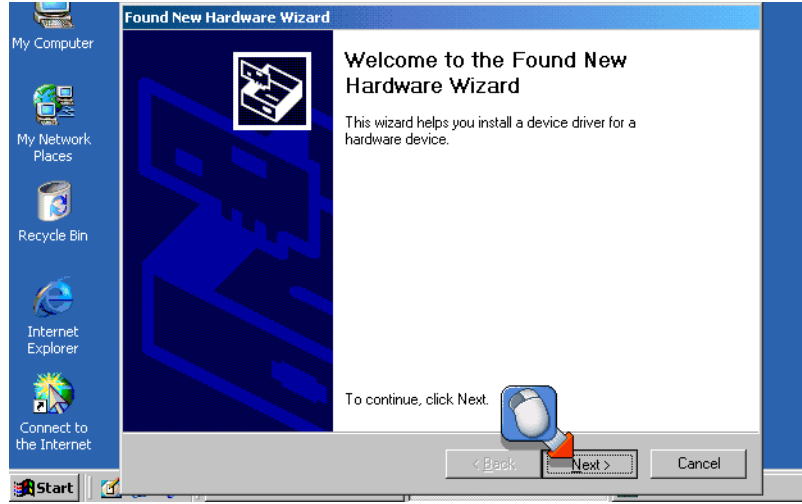 My Computer
My Network
Places
Recycle Bin
Internet
Explorer
Connect to
the Internet
Start
Found New Hardware Wizard
Welcome to the Found New
Hardware Wizard
This wizard helps you install a device driver for a
hardware device.
To continue, click Next.
< Back
Next >
Cancel